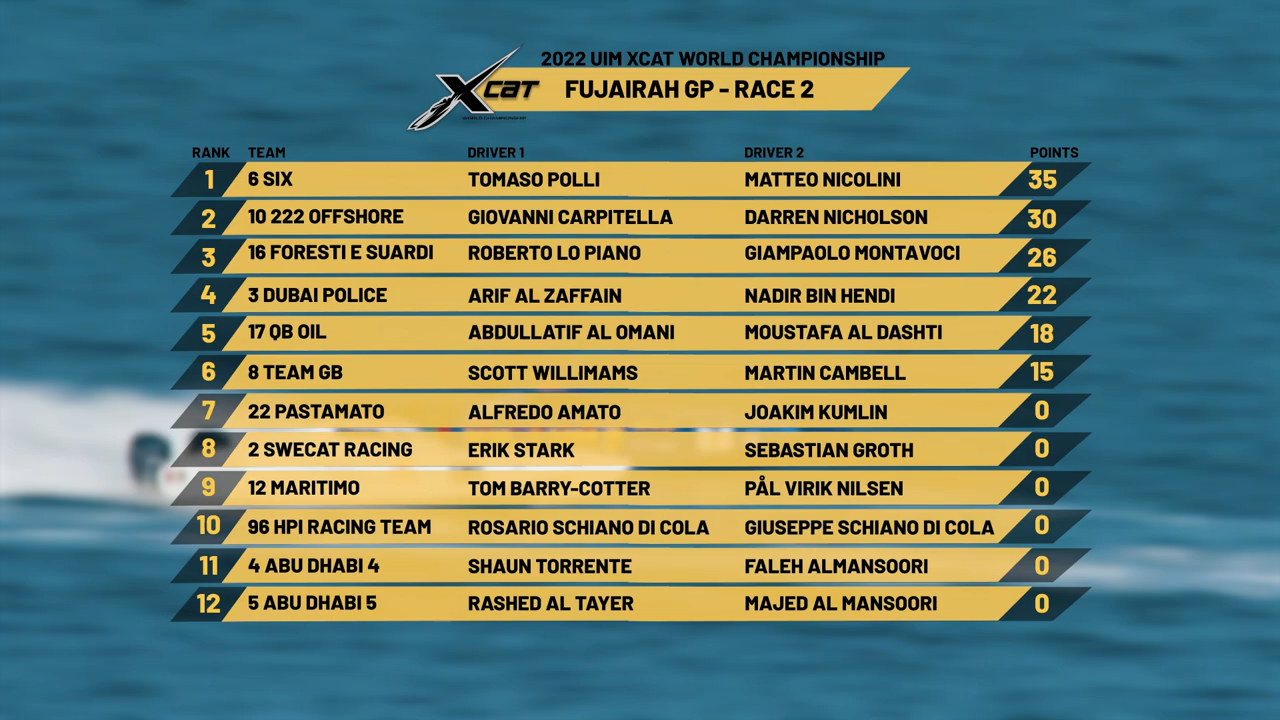 2022 UIM XCAT WORLD CHAMPIONSHIP
XCAT
WORLD CHAMPIONSHIP
FUJAIRAH GP - RACE 2
RANK TEAM DRIVER 1 DRIVER 2 POINTS
1 6 SIX TOMASO POLLI MATTEO NICOLINI 35
2 10 222 OFFSHORE GIOVANNI CARPITELLA DARREN NICHOLSON 30
3 16 FORESTI E SUARDI ROBERTO LO PIANO GIAMPAOLO MONTAVOCI 26
4 3 DUBAI POLICE ARIF AL ZAFFAIN NADIR BIN HENDI 22
5 17 QB OIL ABDULLATIF AL OMANI MOUSTAFA AL DASHTI 18
6 8 TEAM GB SCOTT WILLIMAMS MARTIN CAMBELL 15
7 22 PASTAMATO ALFREDO AMATO JOAKIM KUMLIN 0
8 2 SWECAT RACING ERIK STARK SEBASTIAN GROTH 0
9 12 MARITIMO TOM BARRY-COTTER PÅL VIRIK NILSEN 0
10 96 HPI RACING TEAM ROSARIO SCHIANO DI COLA GIUSEPPE SCHIANO DI COLA 0
11 4 ABU DHABI 4 SHAUN TORRENTE FALEH ALMANSOORI 0
12 5 ABU DHABI 5 RASHED AL TAYER MAJED AL MANSOORI 0